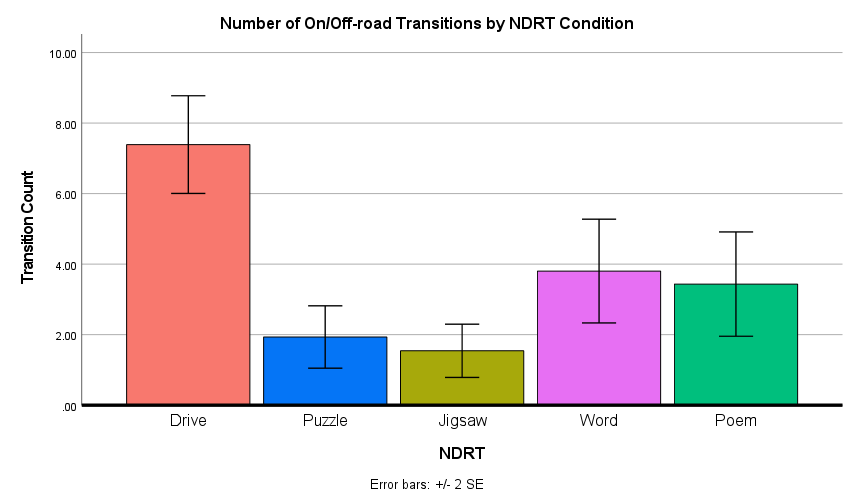 Number of On/Off-road Transitions by NDRT Condition
Transition Count
10.00
8.00
6.00
4.00
2.00
.00
Drive Puzzle Jigsaw Word Poem
NDRT
Error bars: +/- 2 SE